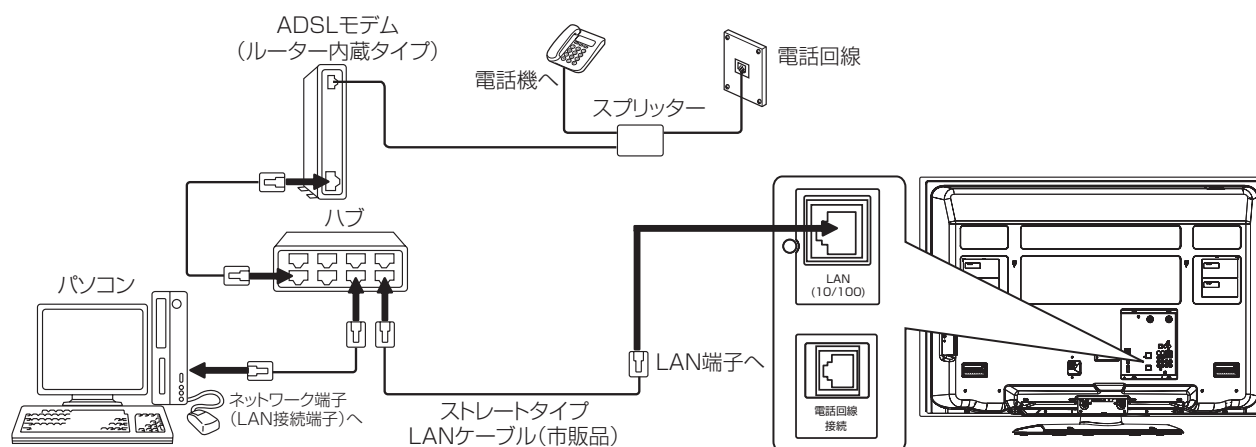 ADSLモデム
（ルーター内蔵タイプ）
電話機へ
電話回線
スプリッター
ハブ
パソコン
LAN
(10/100)
LAN端子へ
ネットワーク端子
（LAN接続端子）へ
ストレートタイプ
LANケーブル（市販品）
電話回線
接続